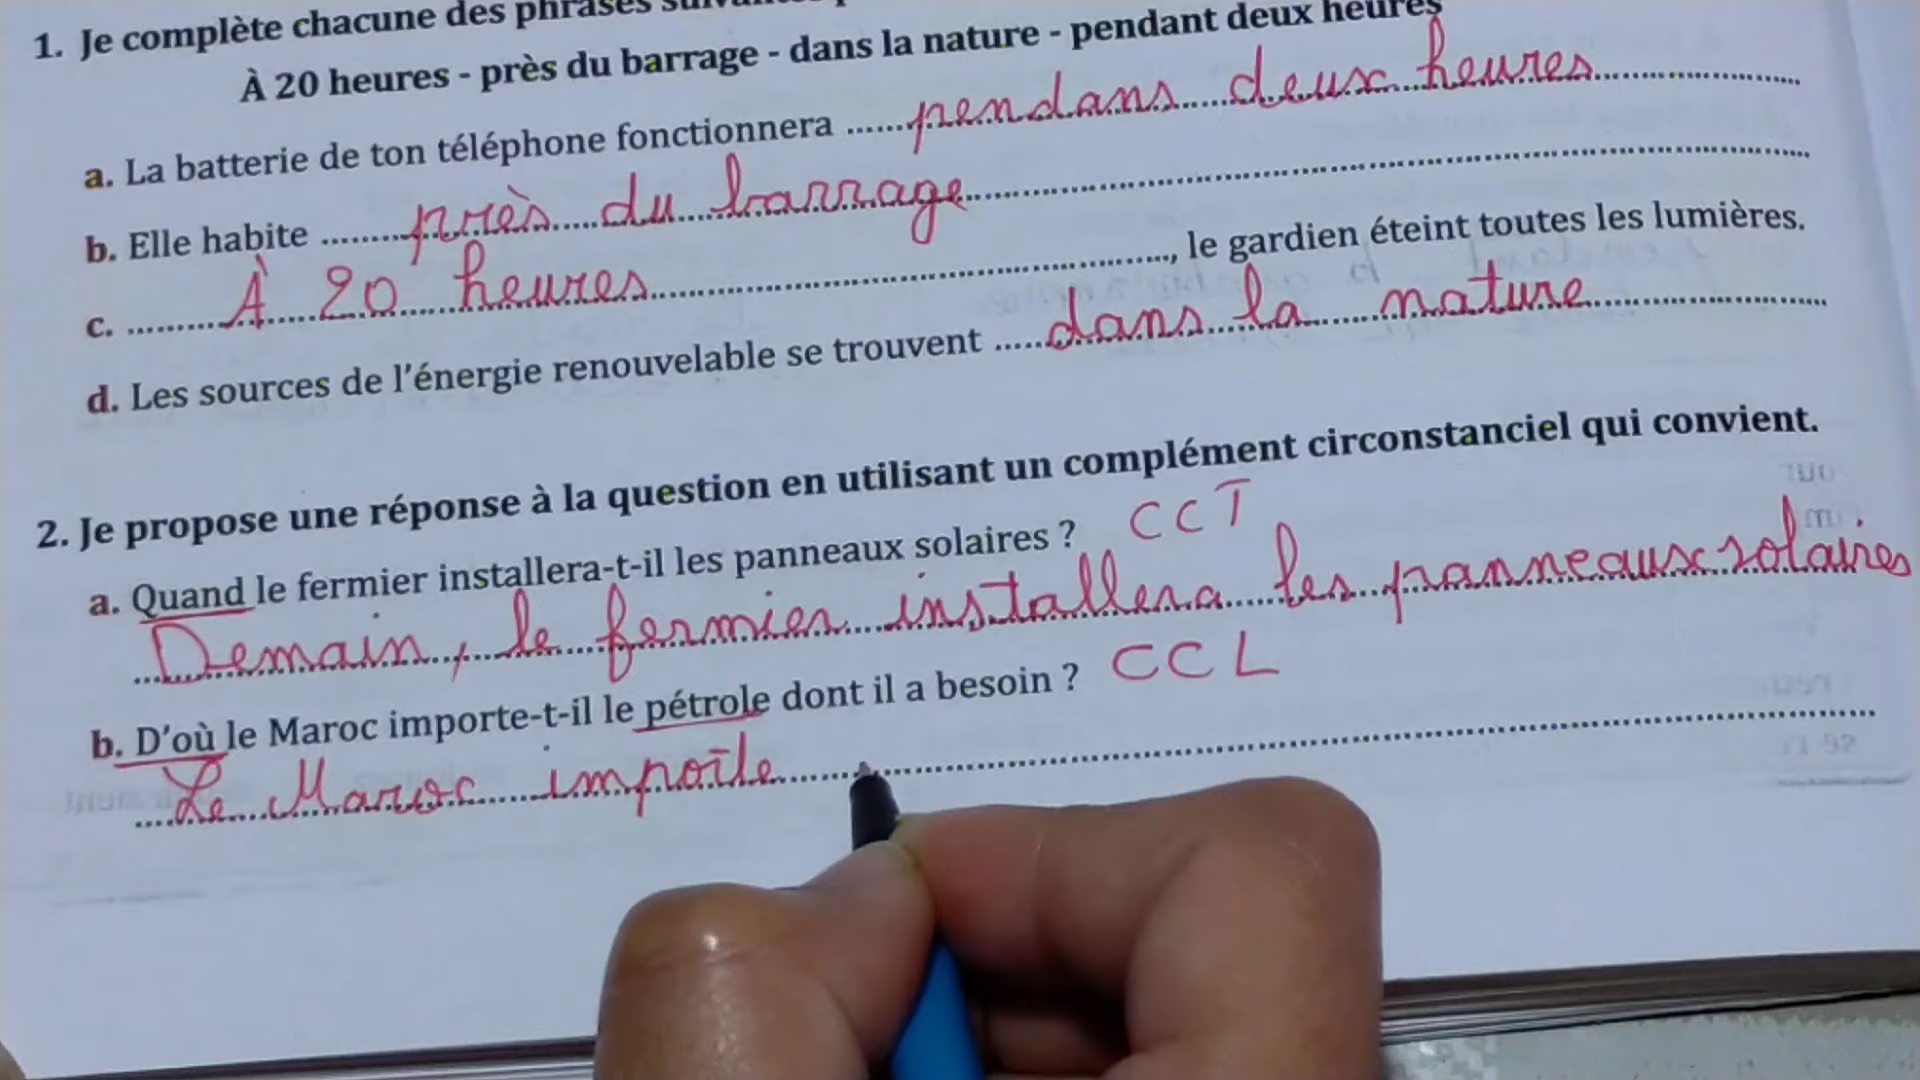 1. Je complète chacune des phrases
À 20 heures - près du barrage - dans la nature - pendant deux heures
a. La batterie de ton téléphone fonctionnera ...... pendans deux heures
b. Elle habite ...... près du barrage
c. ...... À 20 heures ......, le gardien éteint toutes les lumières.
d. Les sources de l'énergie renouvelable se trouvent ...... dans la nature
2. Je propose une réponse à la question en utilisant un complément circonstanciel qui convient.
a. Quand le fermier installera-t-il les panneaux solaires ? CCT
Demain, le fermier installera les panneaux solaires
b. D'où le Maroc importe-t-il le pétrole dont il a besoin ? CCL
Le Maroc importe